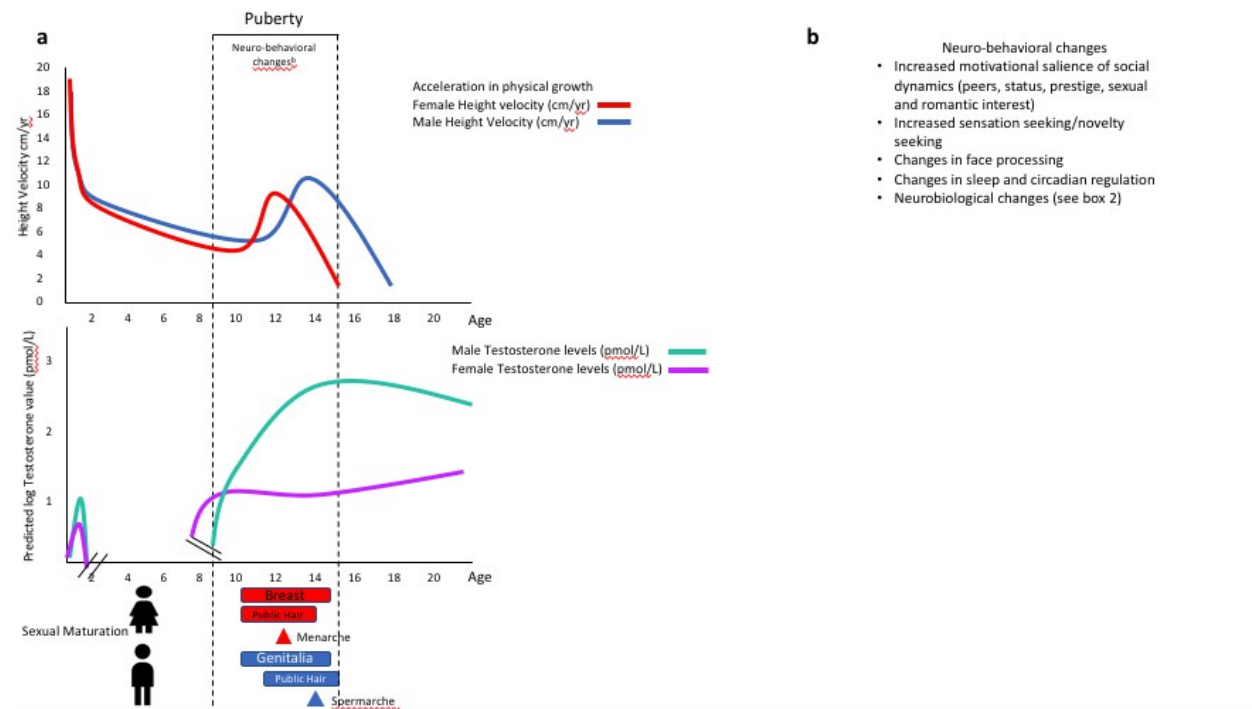 Puberty
a
Neuro-behavioral
changesᵇ
20
18
16
14
12
10
8
6
4
2
0
Height Velocity cm/yr
Acceleration in physical growth
Female Height velocity (cm/yr)
Male Height Velocity (cm/yr)
2 4 6 8 10 12 14 16 18 20 Age
Predicted log Testosterone value (pmol/L)
3
2
1
Male Testosterone levels (pmol/L)
Female Testosterone levels (pmol/L)
2 4 6 8 10 12 14 16 18 20 Age
Sexual Maturation
Breast
Public Hair
Menarche
Genitalia
Public Hair
Spermarche
b
Neuro-behavioral changes
• Increased motivational salience of social
dynamics (peers, status, prestige, sexual
and romantic interest)
• Increased sensation seeking/novelty
seeking
• Changes in face processing
• Changes in sleep and circadian regulation
• Neurobiological changes (see box 2)